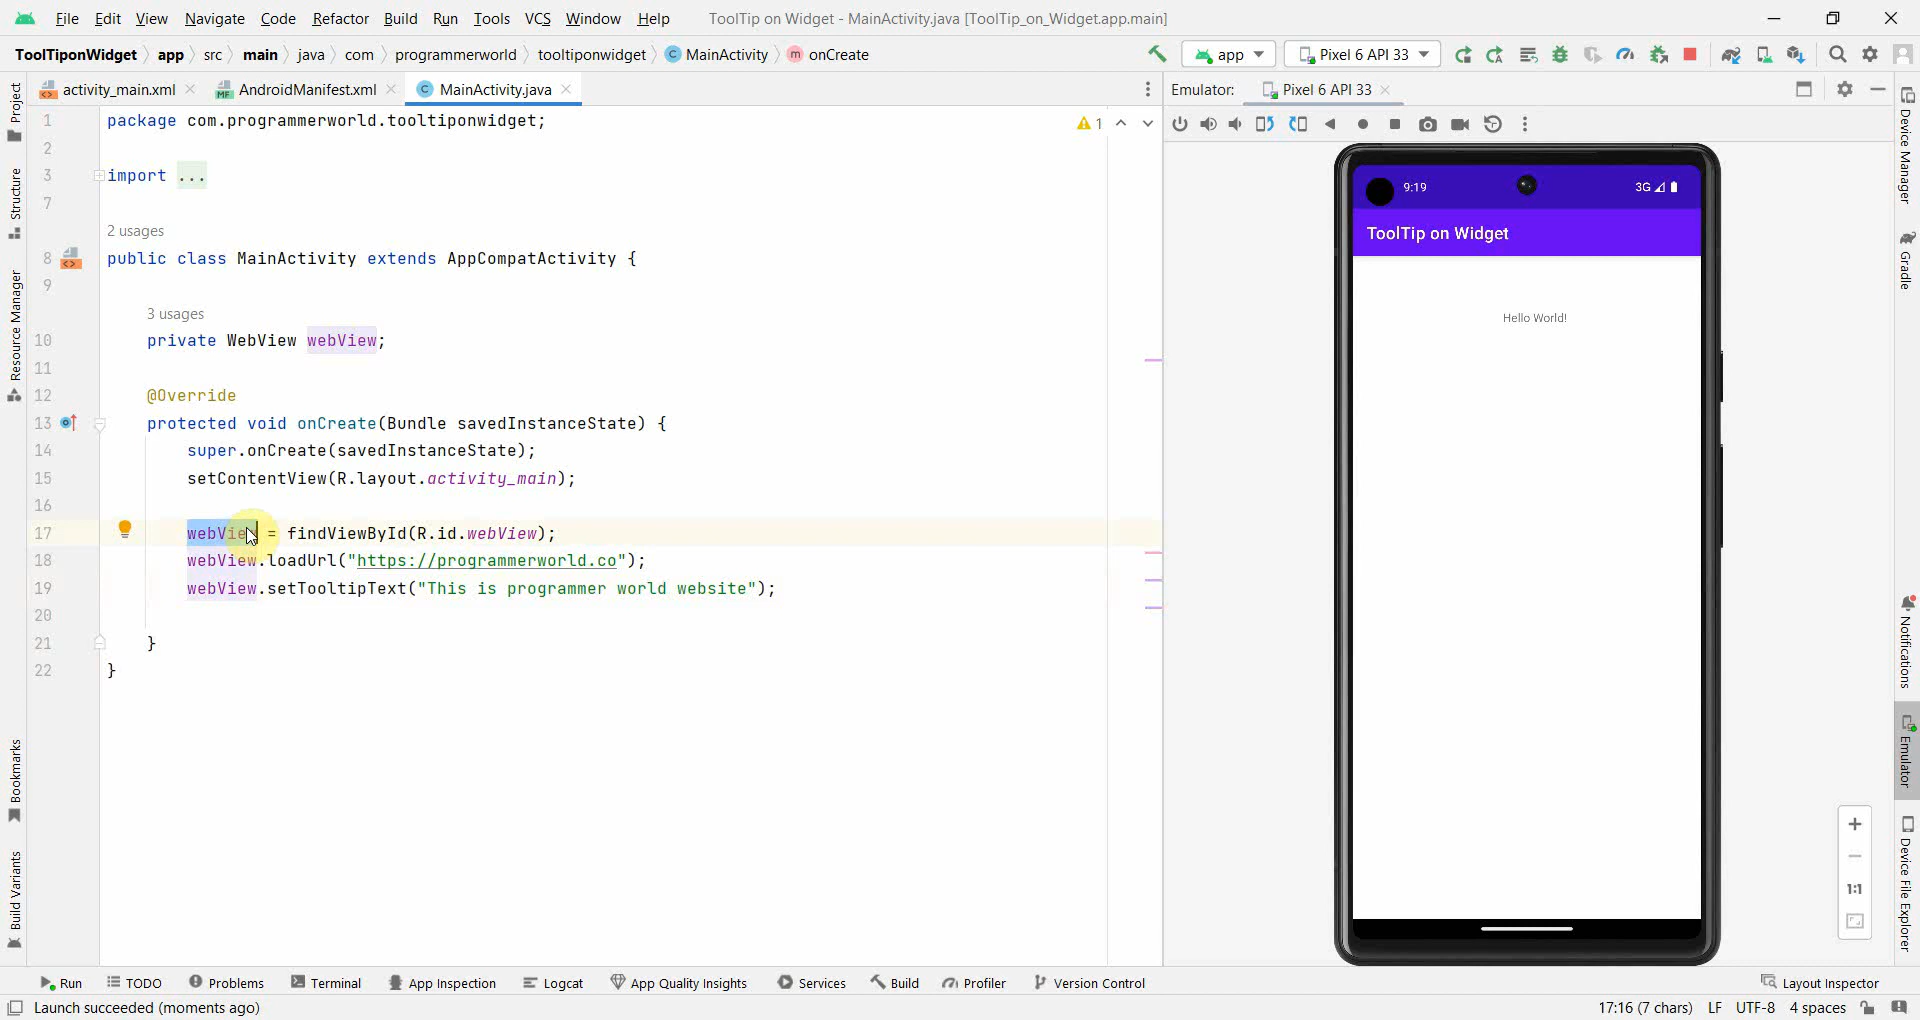 File Edit View Navigate Code Refactor Build Run Tools VCS Window Help ToolTip on Widget - MainActivity.java [ToolTip_on_Widget.app.main]
ToolTiponWidget app src main java com programmerworld tooltiponwidget MainActivity onCreate app Pixel 6 API 33
activity_main.xml AndroidManifest.xml MainActivity.java Emulator: Pixel 6 API 33
1 package com.programmerworld.tooltiponwidget; 1
2
3 import ...
7
2 usages
8 public class MainActivity extends AppCompatActivity {
9
3 usages
10 private WebView webView;
11
12 @Override
13 protected void onCreate(Bundle savedInstanceState) {
14 super.onCreate(savedInstanceState);
15 setContentView(R.layout.activity_main);
16
17 webView = findViewById(R.id.webView);
18 webView.loadUrl("https://programmerworld.co");
19 webView.setTooltipText("This is programmer world website");
20
21 }
22 }
9:19 3G
ToolTip on Widget
Hello World!
1:1
Project
Structure
Resource Manager
Bookmarks
Build Variants
Device Manager
Gradle
Notifications
Emulator
Device File Explorer
Run TODO Problems Terminal App Inspection Logcat App Quality Insights Services Build Profiler Version Control Layout Inspector
Launch succeeded (moments ago) 17:16 (7 chars) LF UTF-8 4 spaces